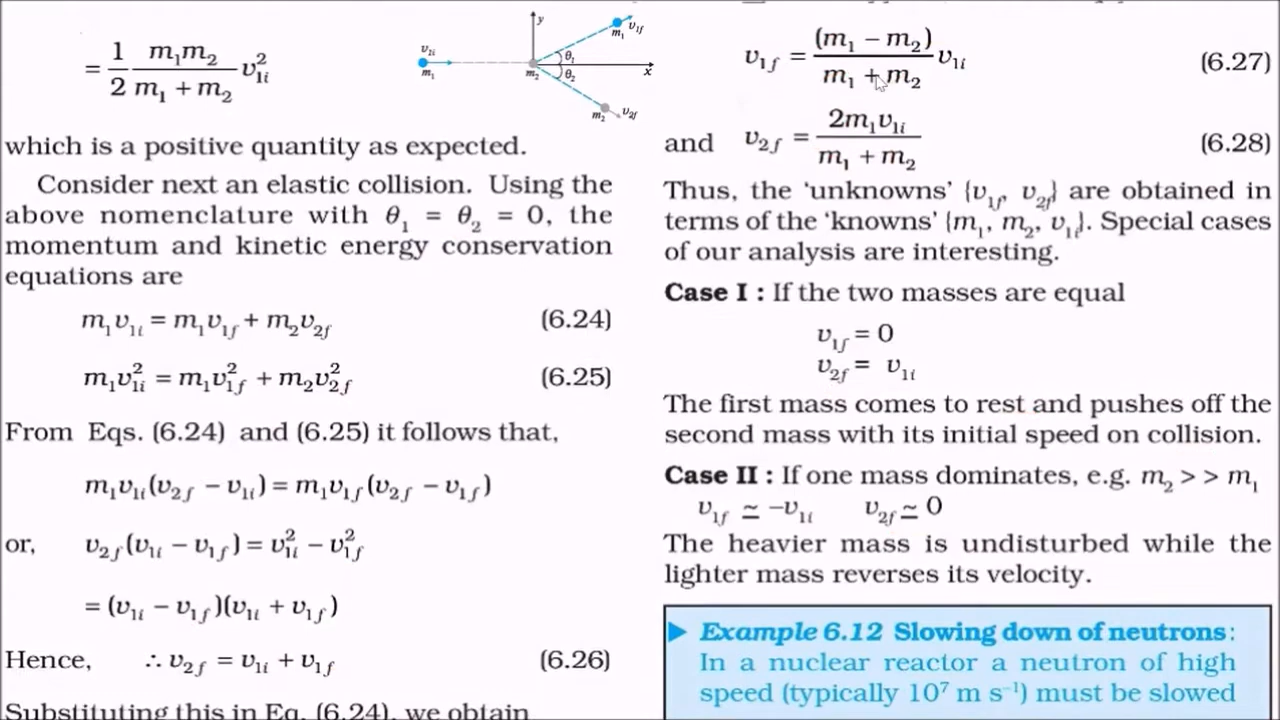 = 1/2 m₁m₂/(m₁ + m₂) v₁ᵢ²
y
v₁f
m₁
v₁ᵢ
m₁
θ₁
m₂
θ₂
x
m₂
v₂f
which is a positive quantity as expected.
Consider next an elastic collision. Using the
above nomenclature with θ₁ = θ₂ = 0, the
momentum and kinetic energy conservation
equations are
m₁v₁ᵢ = m₁v₁f + m₂v₂f (6.24)
m₁v₁ᵢ² = m₁v₁f² + m₂v₂f² (6.25)
From Eqs. (6.24) and (6.25) it follows that,
m₁v₁ᵢ(v₂f − v₁ᵢ) = m₁v₁f(v₂f − v₁f)
or, v₂f(v₁ᵢ − v₁f) = v₁ᵢ² − v₁f²
= (v₁ᵢ − v₁f)(v₁ᵢ + v₁f)
Hence, ∴ v₂f = v₁ᵢ + v₁f (6.26)
Substituting this in Eq. (6.24), we obtain
v₁f = (m₁ − m₂)/(m₁ + m₂) v₁ᵢ (6.27)
and v₂f = 2m₁v₁ᵢ/(m₁ + m₂) (6.28)
Thus, the ‘unknowns’ {v₁f, v₂f} are obtained in
terms of the ‘knowns’ {m₁, m₂, v₁ᵢ}. Special cases
of our analysis are interesting.
Case I : If the two masses are equal
v₁f = 0
v₂f = v₁ᵢ
The first mass comes to rest and pushes off the
second mass with its initial speed on collision.
Case II : If one mass dominates, e.g. m₂ > > m₁
v₁f ≃ −v₁ᵢ v₂f ≃ 0
The heavier mass is undisturbed while the
lighter mass reverses its velocity.
Example 6.12 Slowing down of neutrons:
In a nuclear reactor a neutron of high
speed (typically 10⁷ m s⁻¹) must be slowed